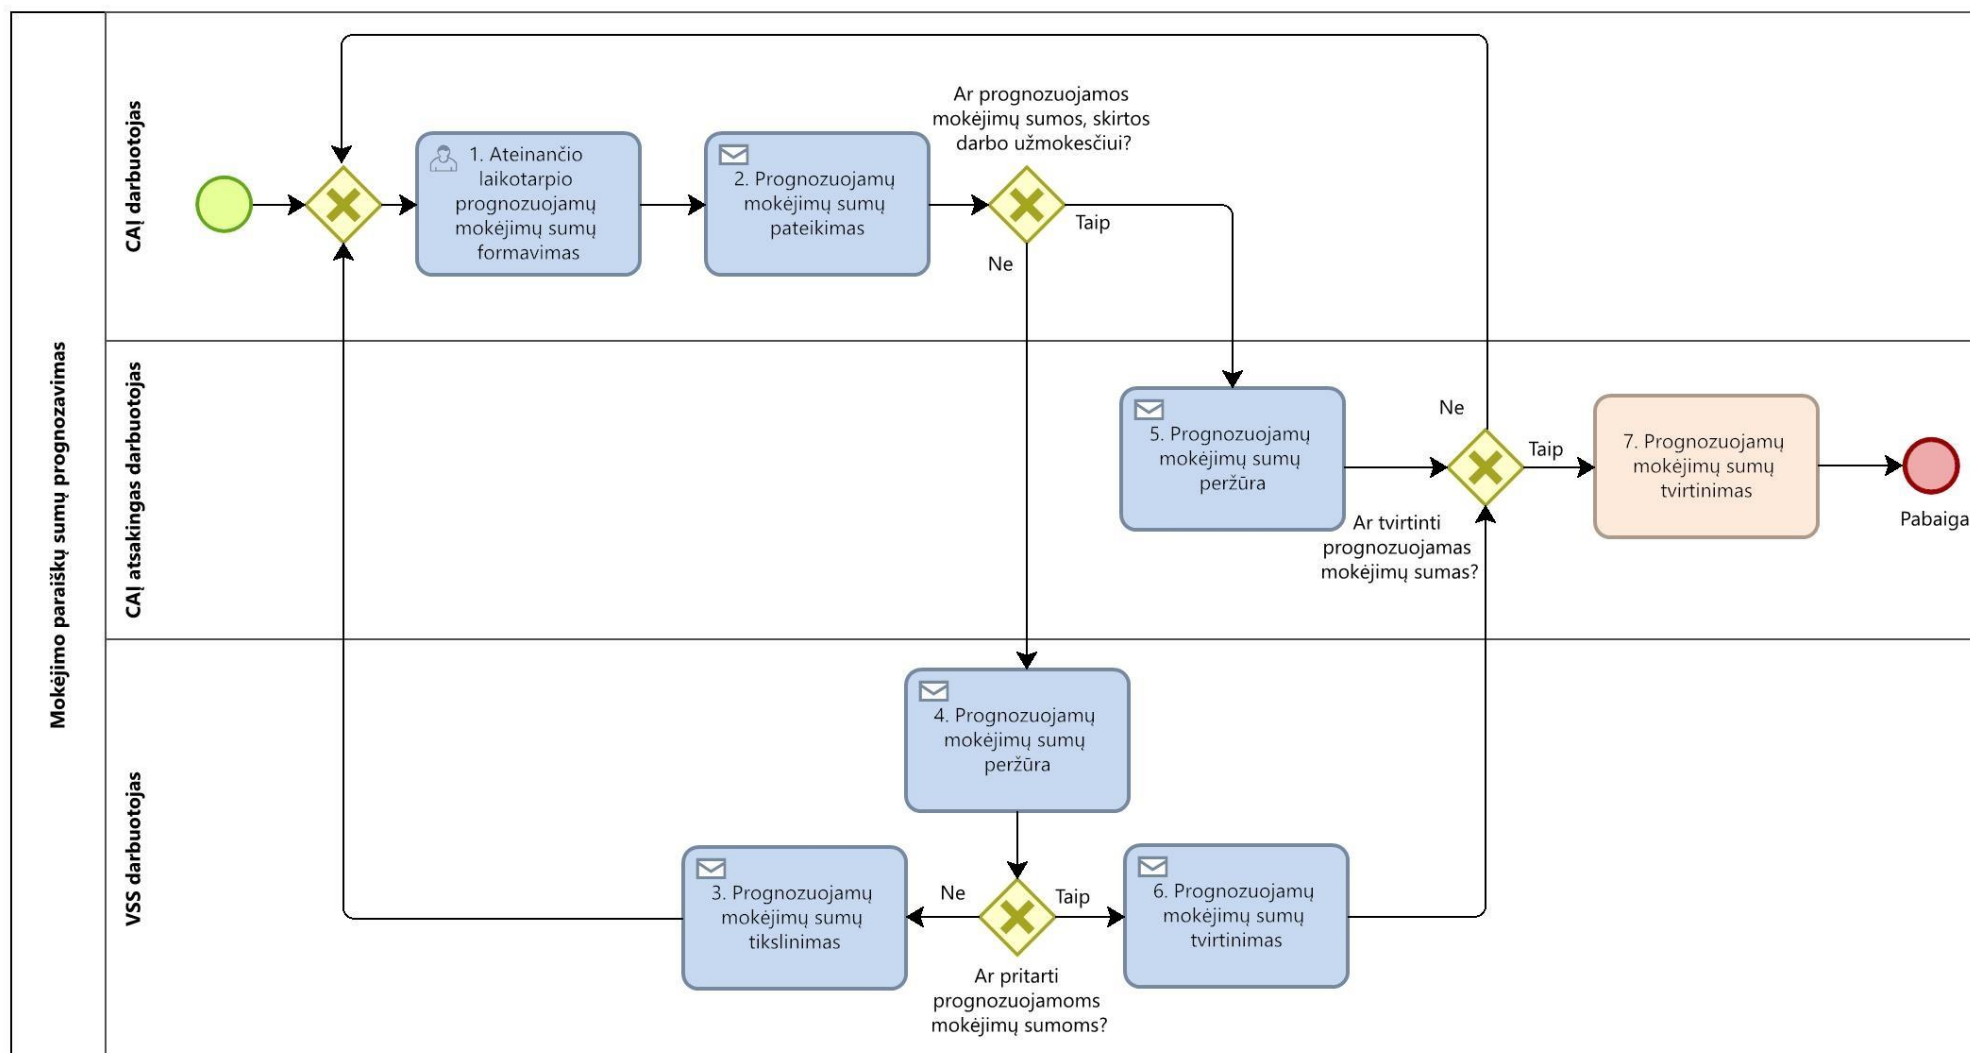 Mokėjimo paraiškų sumų prognozavimas
CAĮ darbuotojas
Ar prognozuojamos
mokėjimų sumos, skirtos
darbo užmokesčiui?
1. Ateinančio
laikotarpio
prognozuojamų
mokėjimų sumų
formavimas
2. Prognozuojamų
mokėjimų sumų
pateikimas
Taip
Ne
CAĮ atsakingas darbuotojas
5. Prognozuojamų
mokėjimų sumų
peržūra
Ne
Taip
Ar tvirtinti
prognozuojamas
mokėjimų sumas?
7. Prognozuojamų
mokėjimų sumų
tvirtinimas
Pabaiga
VSS darbuotojas
4. Prognozuojamų
mokėjimų sumų
peržūra
3. Prognozuojamų
mokėjimų sumų
tikslinimas
Ne
Taip
6. Prognozuojamų
mokėjimų sumų
tvirtinimas
Ar pritarti
prognozuojamoms
mokėjimų sumoms?